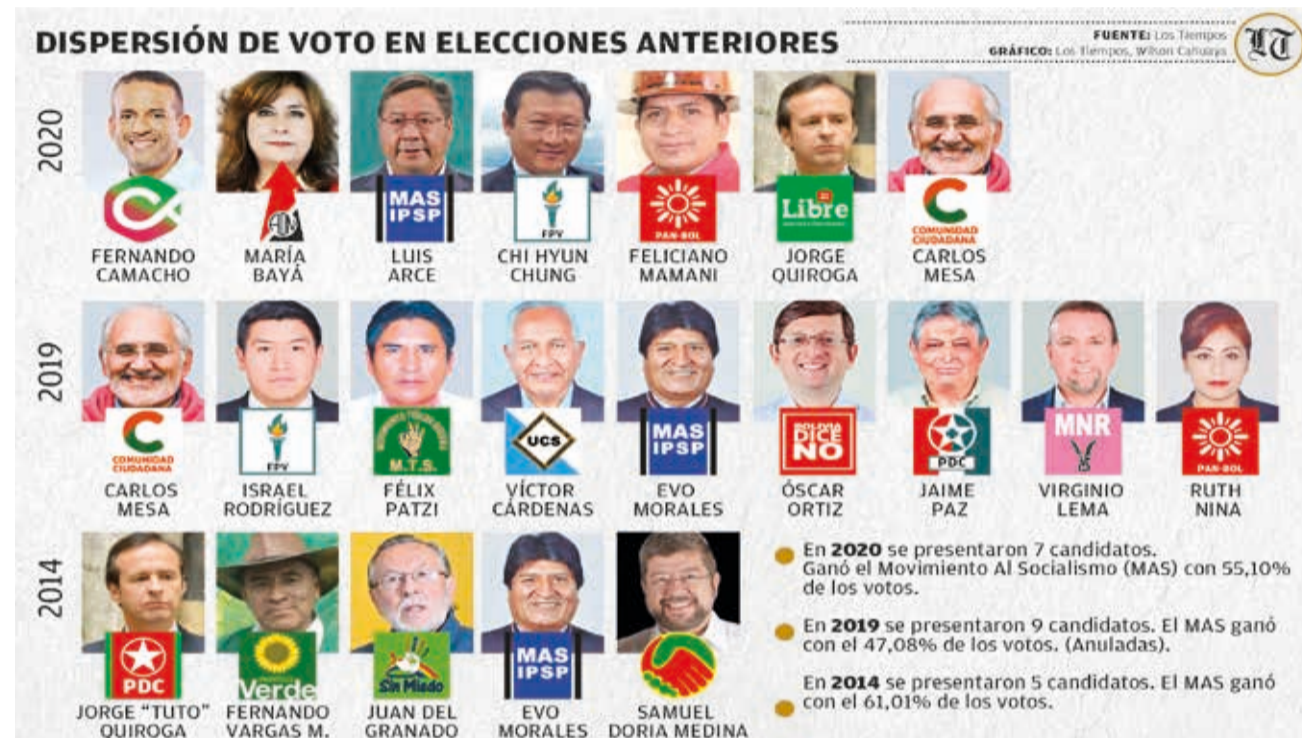 DISPERSIÓN DE VOTO EN ELECCIONES ANTERIORES
FUENTE: Los Tiempos
GRÁFICO: Los Tiempos, Wilson Cahuaya
LT
2020
ADN
MAS
IPSP
FPV
PAN-BOL
Libre
C
COMUNIDAD
CIUDADANA
FERNANDO
CAMACHO
MARÍA
BAYÁ
LUIS
ARCE
CHI HYUN
CHUNG
FELICIANO
MAMANI
JORGE
QUIROGA
CARLOS
MESA
2019
C
COMUNIDAD
CIUDADANA
FPV
M.T.S.
UCS
MAS
IPSP
BOLIVIA
DICE
NO
PDC
MNR
PAN-BOL
CARLOS
MESA
ISRAEL
RODRÍGUEZ
FÉLIX
PATZI
VÍCTOR
CÁRDENAS
EVO
MORALES
ÓSCAR
ORTIZ
JAIME
PAZ
VIRGINIO
LEMA
RUTH
NINA
2014
PDC
Verde
Sin Miedo
MAS
IPSP
JORGE “TUTO”
QUIROGA
FERNANDO
VARGAS M.
JUAN DEL
GRANADO
EVO
MORALES
SAMUEL
DORIA MEDINA
En 2020 se presentaron 7 candidatos.
Ganó el Movimiento Al Socialismo (MAS) con 55,10%
de los votos.
En 2019 se presentaron 9 candidatos. El MAS ganó
con el 47,08% de los votos. (Anuladas).
En 2014 se presentaron 5 candidatos. El MAS ganó
con el 61,01% de los votos.